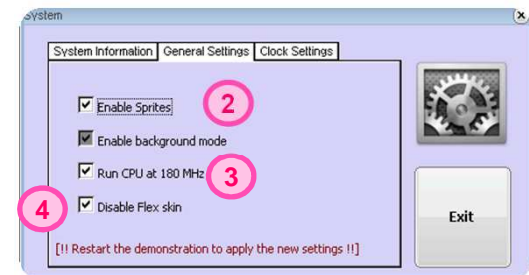 System
System Information General Settings Clock Settings
Enable Sprites 2
Enable background mode
Run CPU at 180 MHz 3
4 Disable Flex skin
Exit
[!! Restart the demonstration to apply the new settings !!]